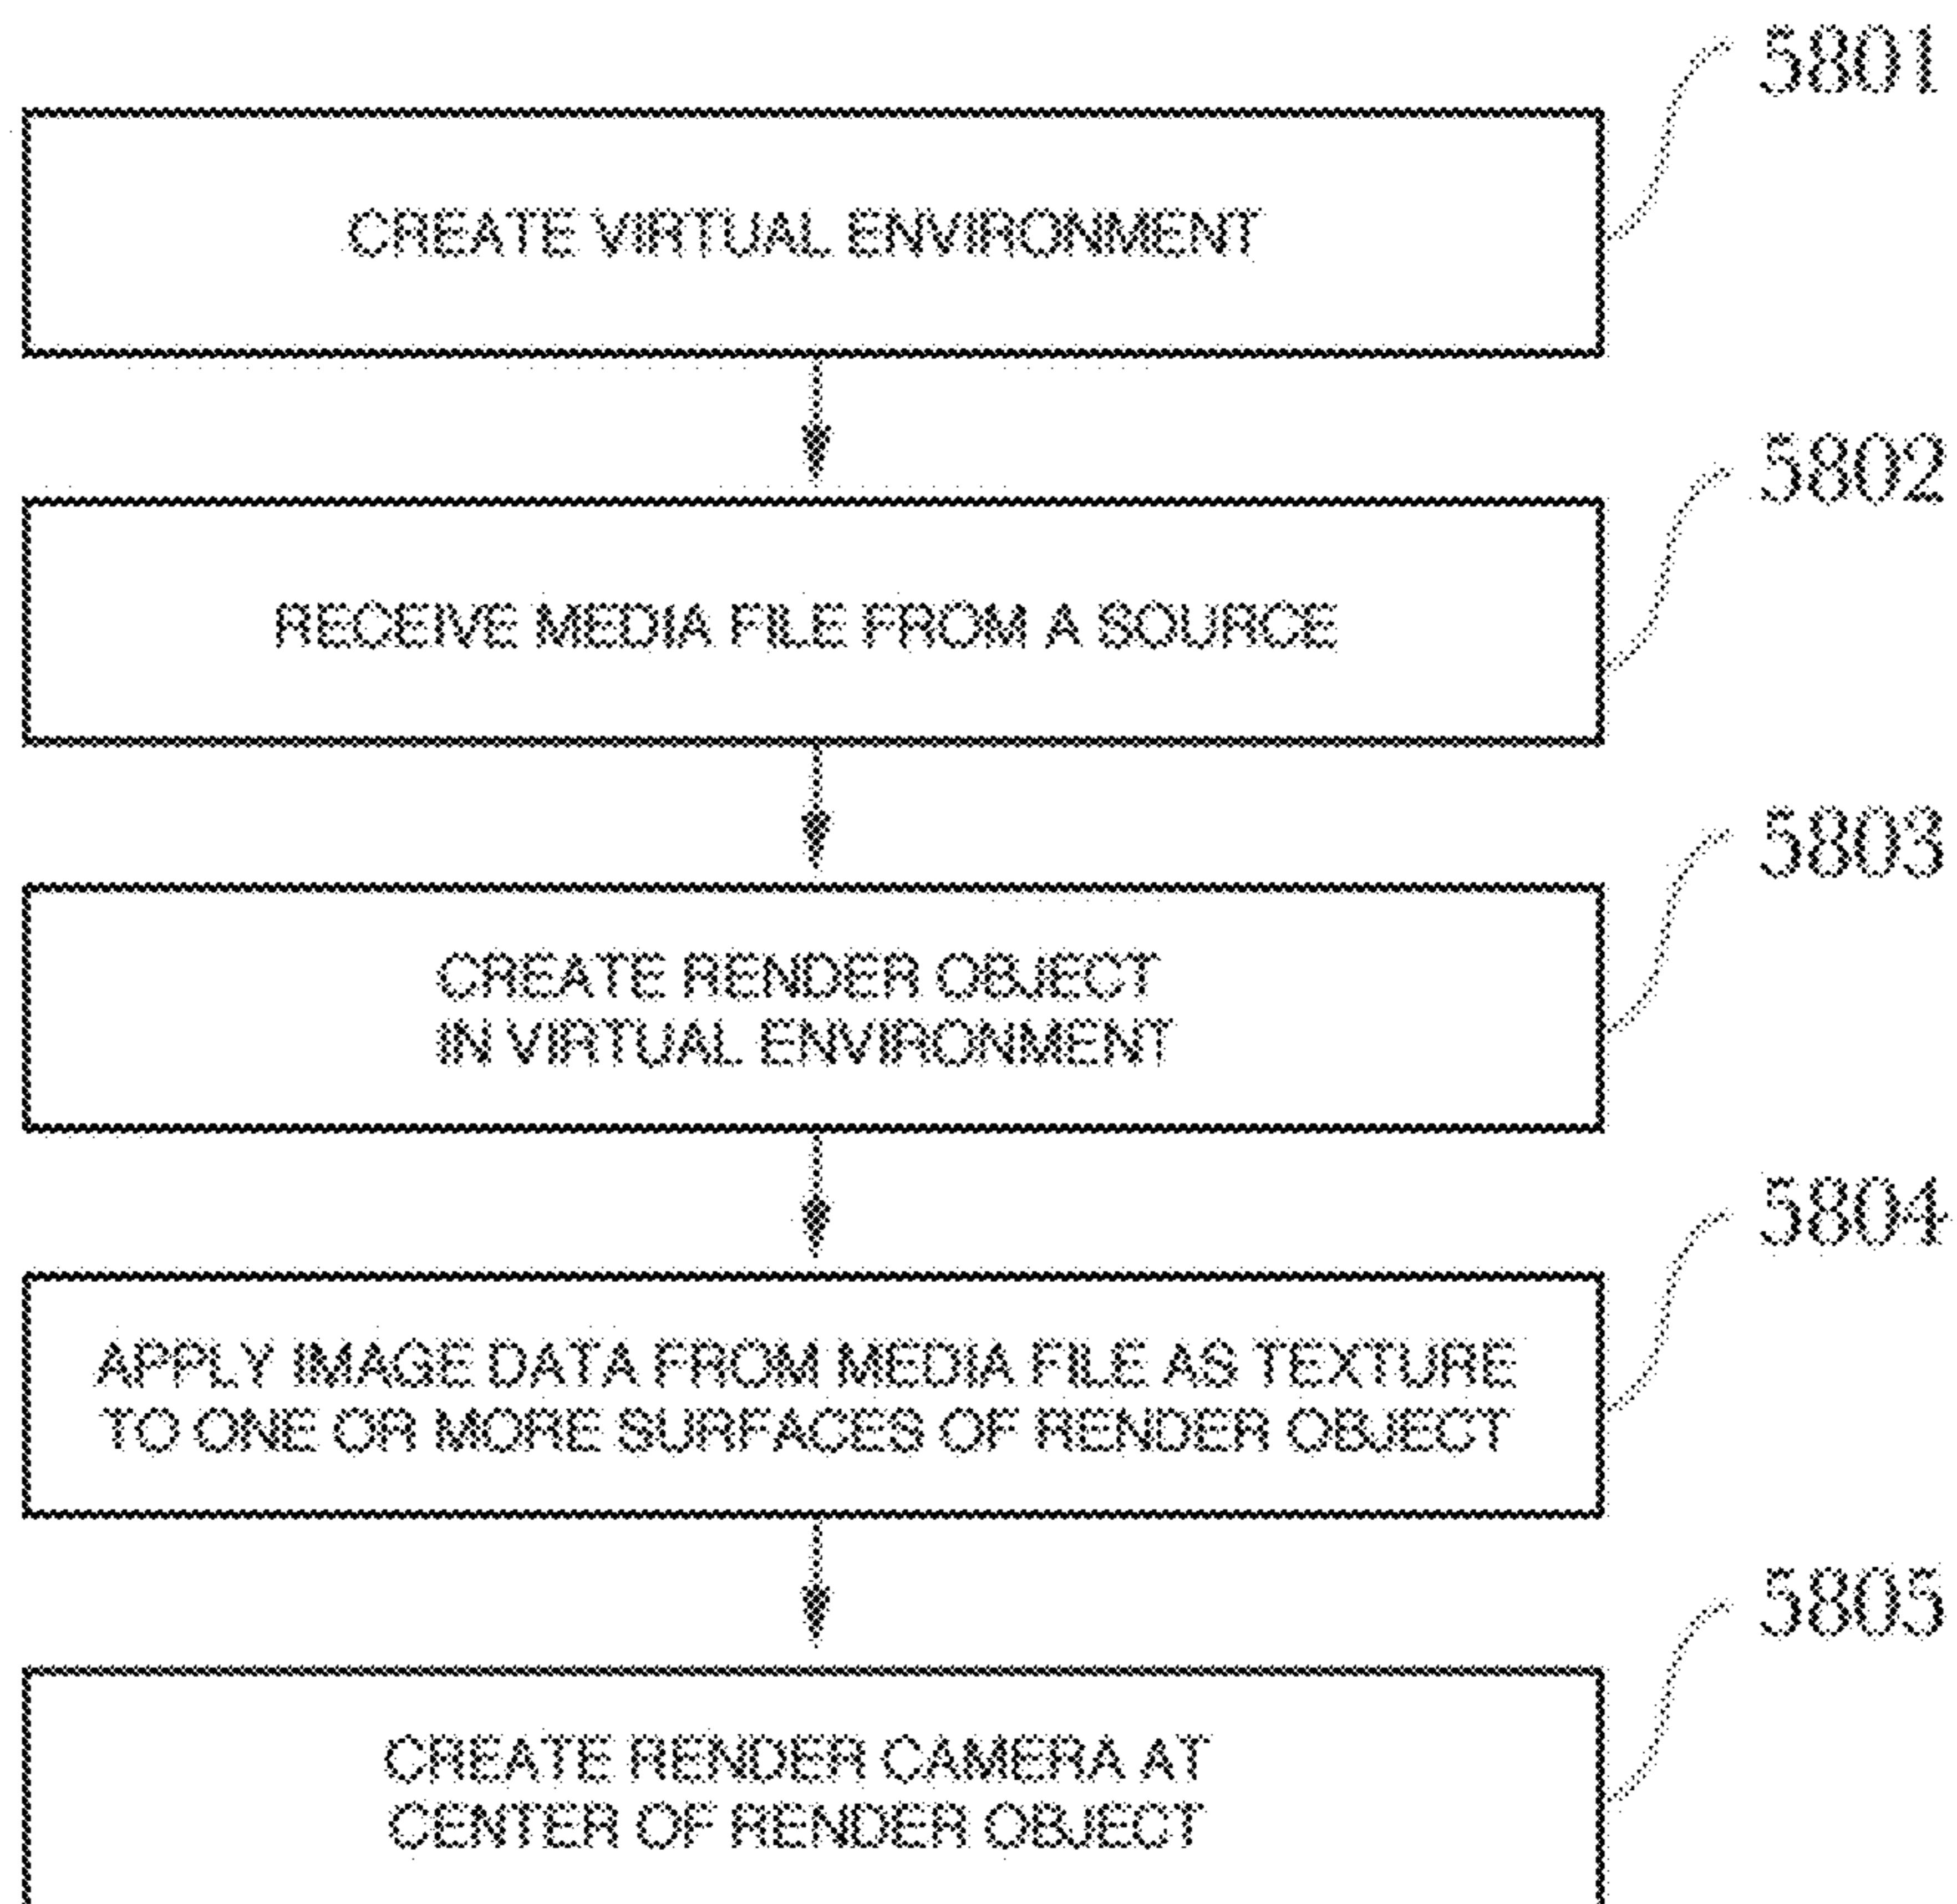 5801
CREATE VIRTUAL ENVIRONMENT
5802
RECEIVE MEDIA FILE FROM A SOURCE
5803
CREATE RENDER OBJECT
IN VIRTUAL ENVIRONMENT
5804
APPLY IMAGE DATA FROM MEDIA FILE AS TEXTURE
TO ONE OR MORE SURFACES OF RENDER OBJECT
5805
CREATE RENDER CAMERA AT
CENTER OF RENDER OBJECT